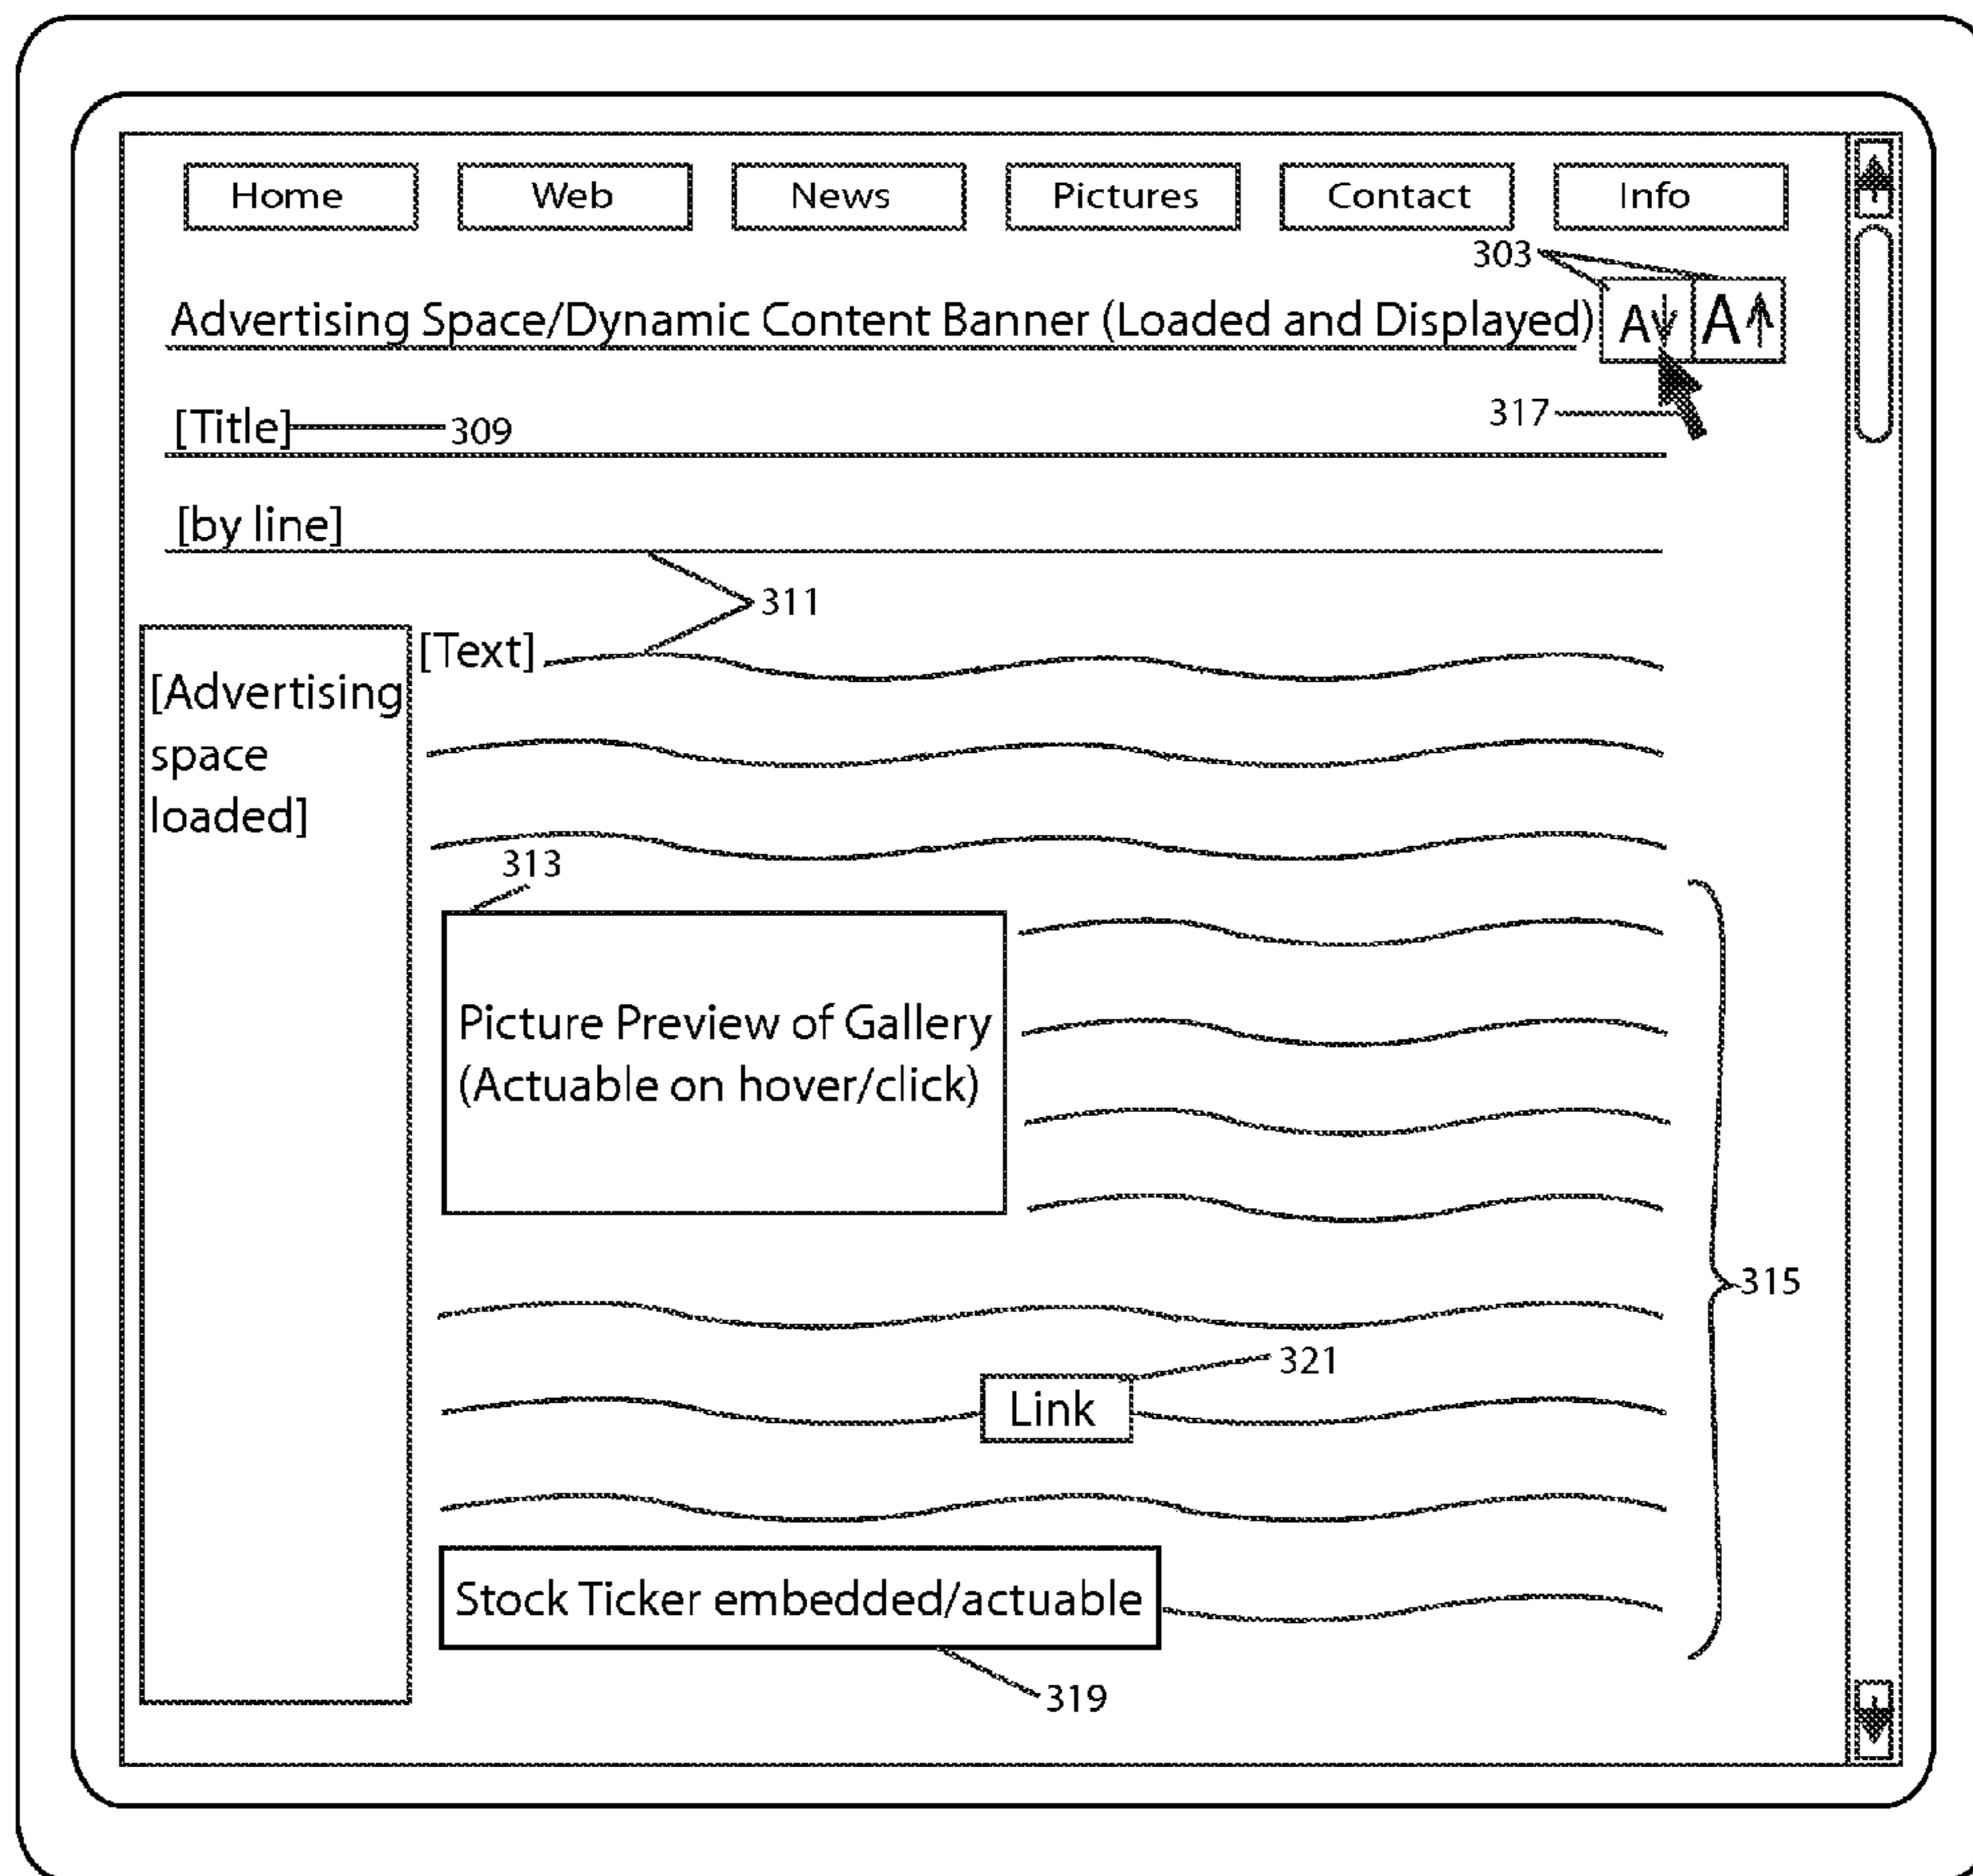 Home Web News Pictures Contact Info
303
Advertising Space/Dynamic Content Banner (Loaded and Displayed) A A
317
[Title] 309
[by line]
311
[Text]
[Advertising
space
loaded]
313
Picture Preview of Gallery
(Actuable on hover/click)
315
321
Link
Stock Ticker embedded/actuable
319